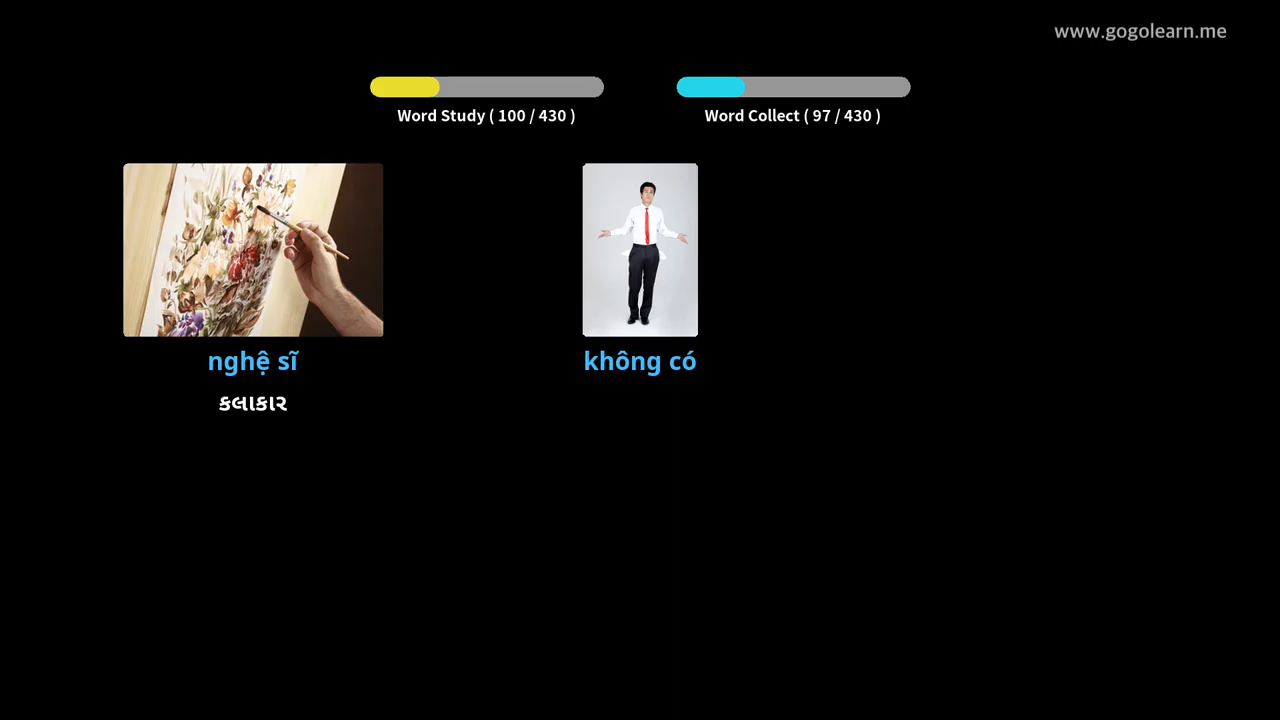 www.gogolearn.me
Word Study ( 100 / 430 )
Word Collect ( 97 / 430 )
nghệ sĩ
không có
કલાકાર